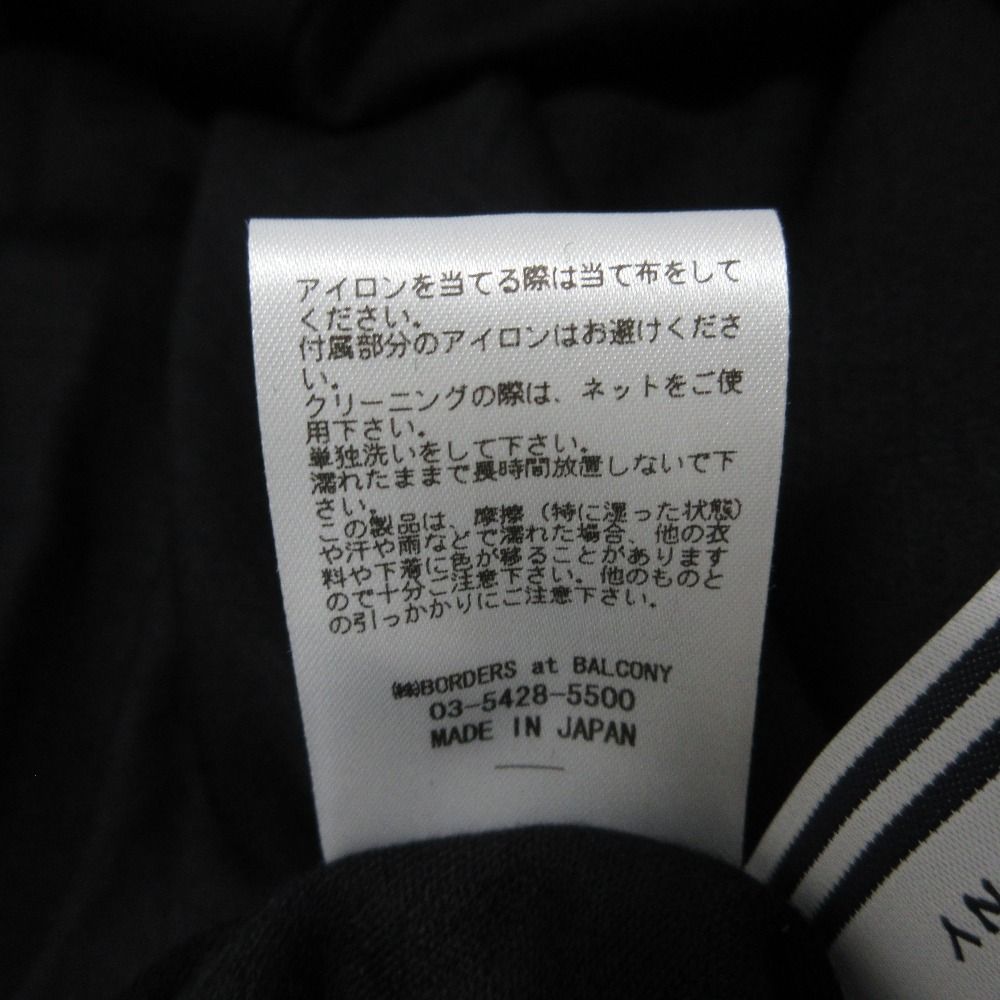 アイロンを当てる際は当て布をして
ください。
付属部分のアイロンはお避けくださ
い。
クリーニングの際は、ネットをご使
用下さい。
単独洗いをして下さい。
濡れたままで長時間放置しないで下
さい。
この製品は、摩擦（特に湿った状態）
や汗や雨などで濡れた場合、他の衣
料や下着に色が移ることがあります
ので十分ご注意下さい。他のものと
の引っかかりにご注意下さい。
㈱BORDERS at BALCONY
03-5428-5500
MADE IN JAPAN
NY